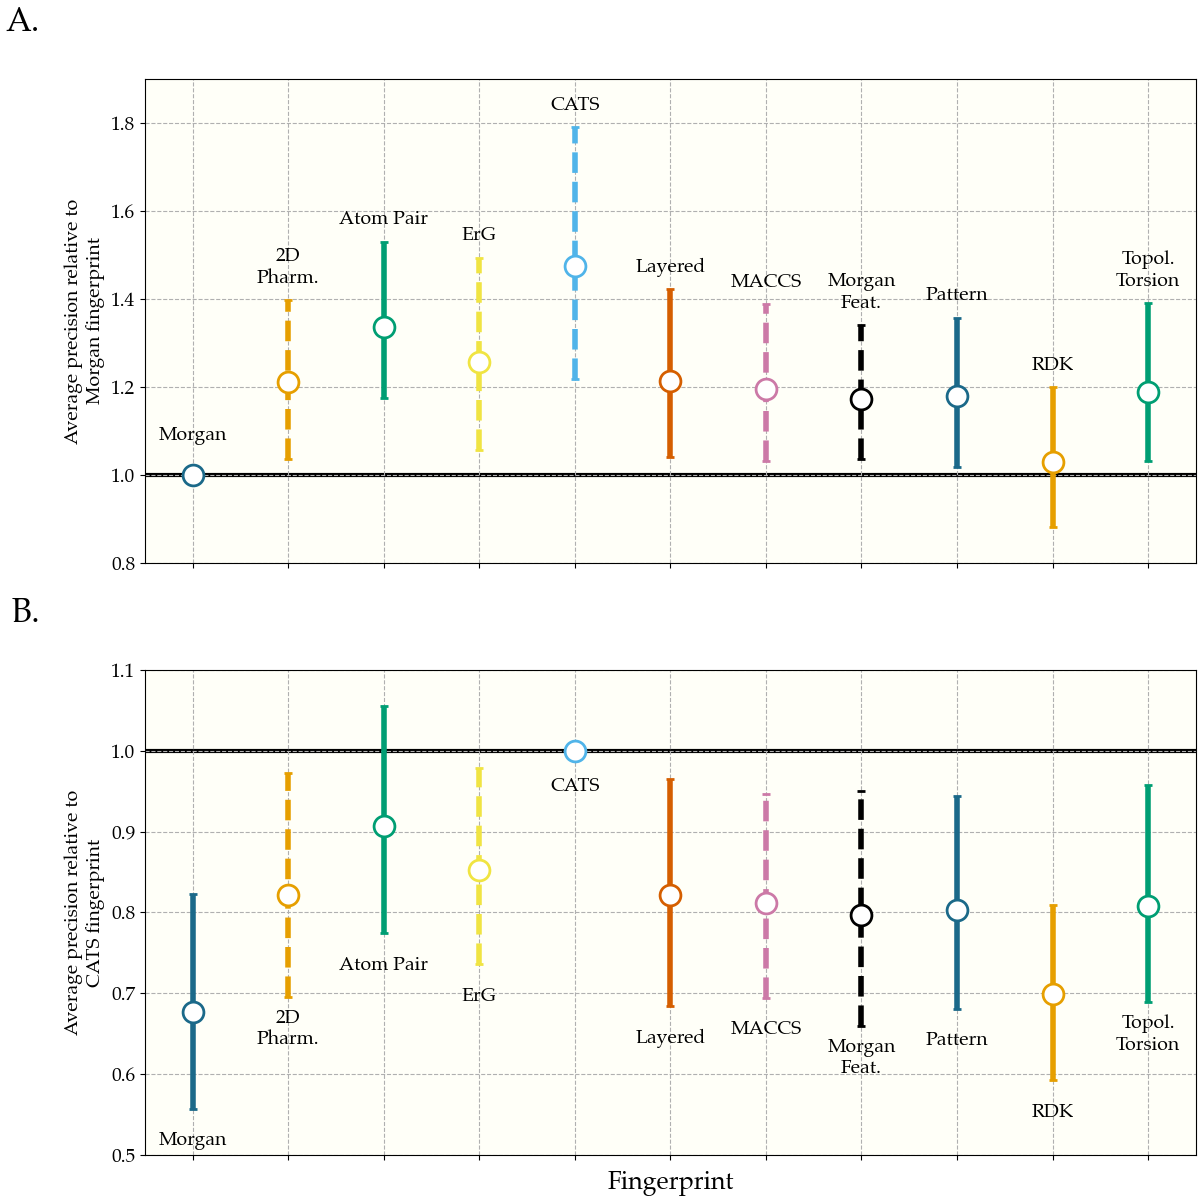 A.
Average precision relative to
Morgan fingerprint
1.8
1.6
1.4
1.2
1.0
0.8
Morgan
2D
Pharm.
Atom Pair
ErG
CATS
Layered
MACCS
Morgan
Feat.
Pattern
RDK
Topol.
Torsion
B.
Average precision relative to
CATS fingerprint
1.1
1.0
0.9
0.8
0.7
0.6
0.5
Morgan
2D
Pharm.
Atom Pair
ErG
CATS
Layered
MACCS
Morgan
Feat.
Pattern
RDK
Topol.
Torsion
Fingerprint